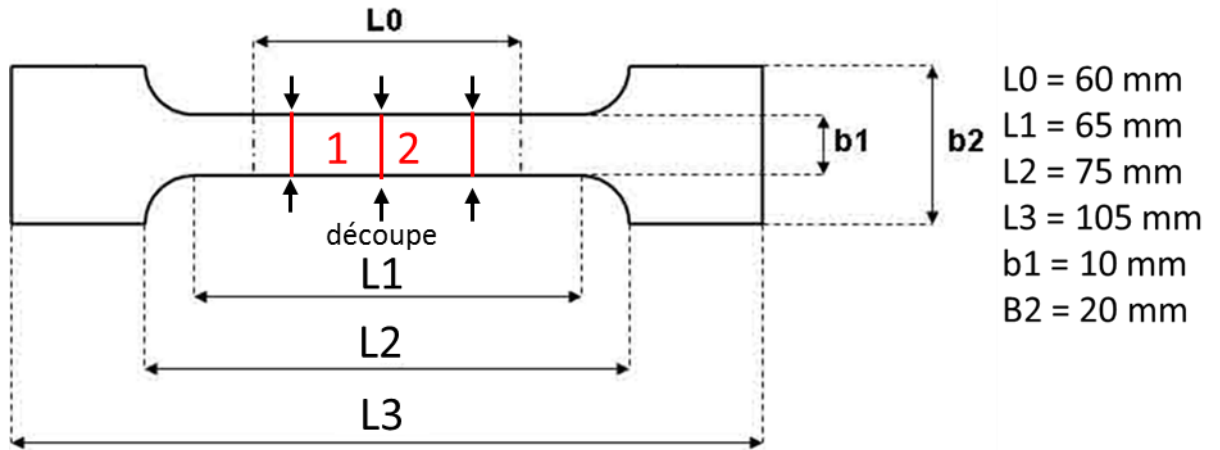 L0
1
2
b1
b2
découpe
L1
L2
L3
L0 = 60 mm
L1 = 65 mm
L2 = 75 mm
L3 = 105 mm
b1 = 10 mm
B2 = 20 mm